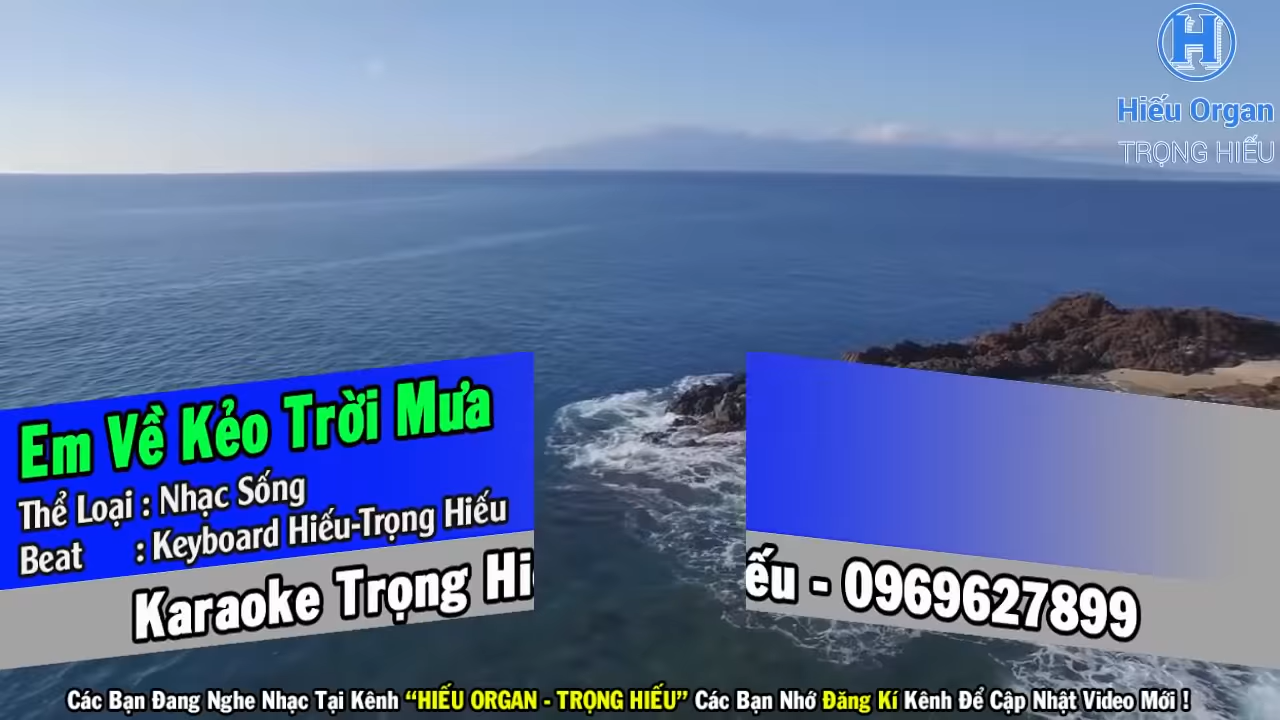 Hiếu Organ
TRỌNG HIẾU
Em Về Kẻo Trời Mưa
Thể Loại : Nhạc Sống
Beat : Keyboard Hiếu-Trọng Hiếu
Karaoke Trọng Hiếu - 0969627899
Các Bạn Đang Nghe Nhạc Tại Kênh “HIẾU ORGAN - TRỌNG HIẾU” Các Bạn Nhớ Đăng Kí Kênh Để Cập Nhật Video Mới !